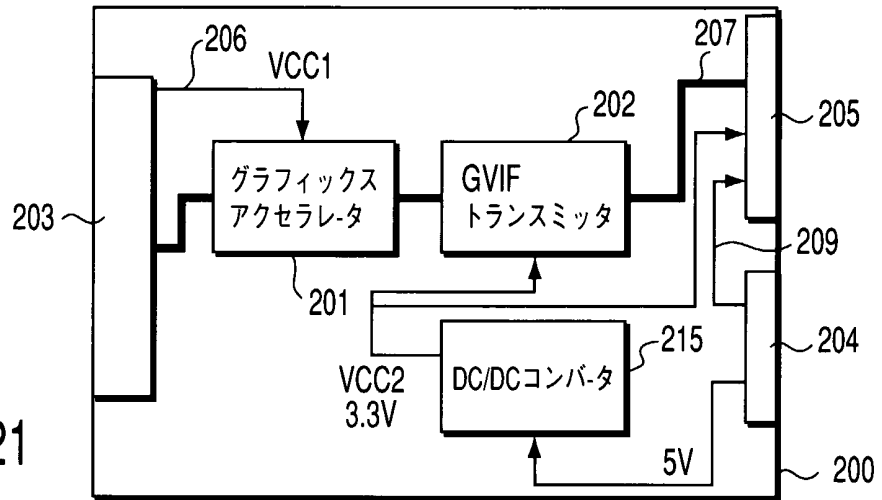 206
VCC1
207
202
205
グラフィックス
アクセラレ-タ
GVIF
トランスミッタ
203
201
209
215
204
VCC2
3.3V
DC/DCコンバ-タ
5V
200
21